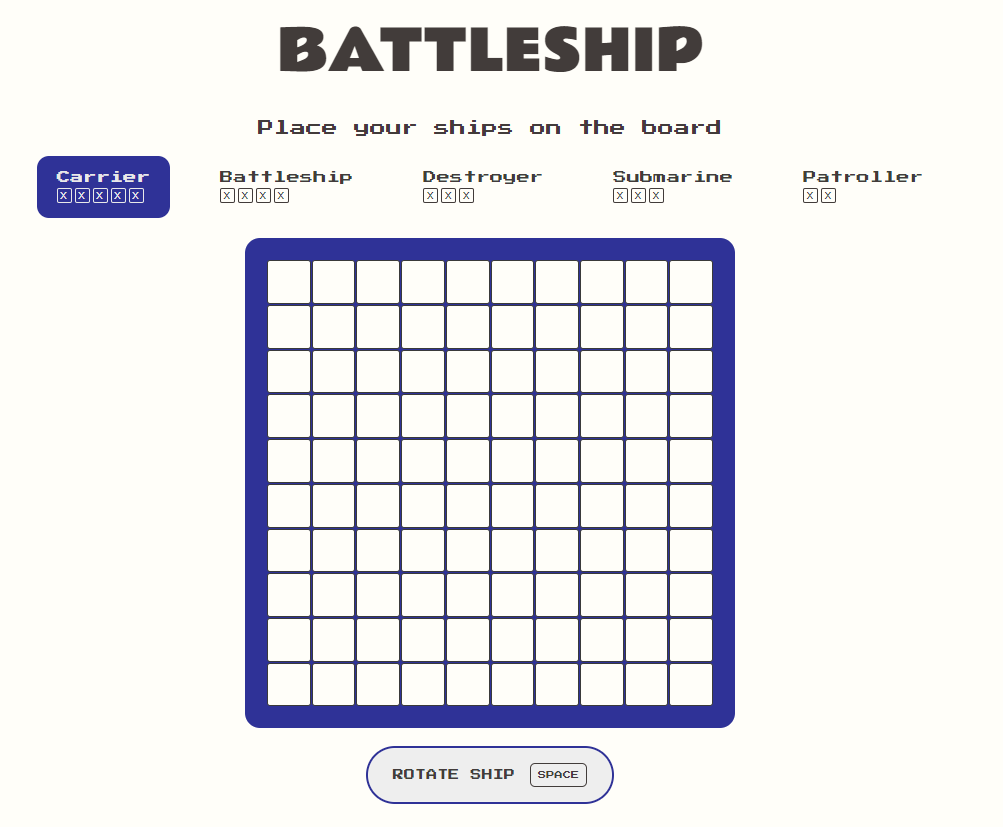 BATTLESHIP
Place your ships on the board
Carrier
X X X X X
Battleship
X X X X
Destroyer
X X X
Submarine
X X X
Patroller
X X
ROTATE SHIP SPACE